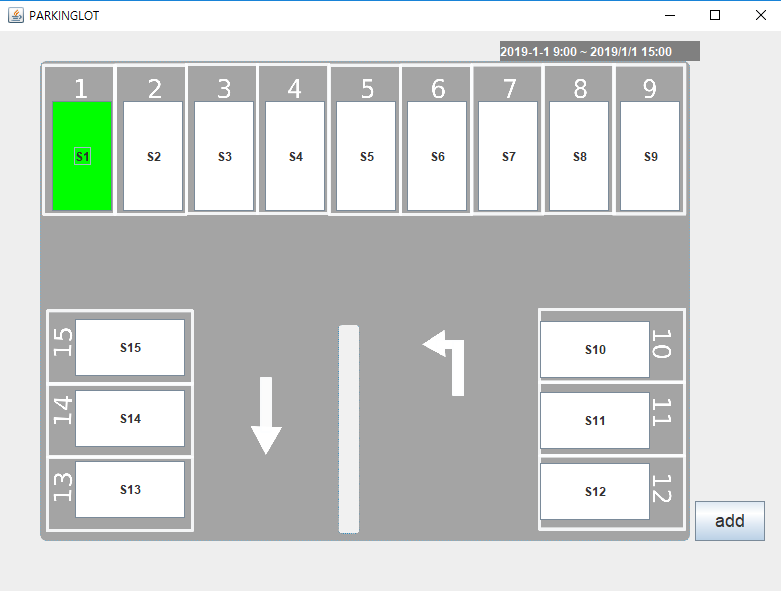 PARKINGLOT
2019-1-1 9:00 ~ 2019/1/1 15:00
1 2 3 4 5 6 7 8 9
S1 S2 S3 S4 S5 S6 S7 S8 S9
15 S15 S10 10
14 S14 S11 11
13 S13 S12 12
add